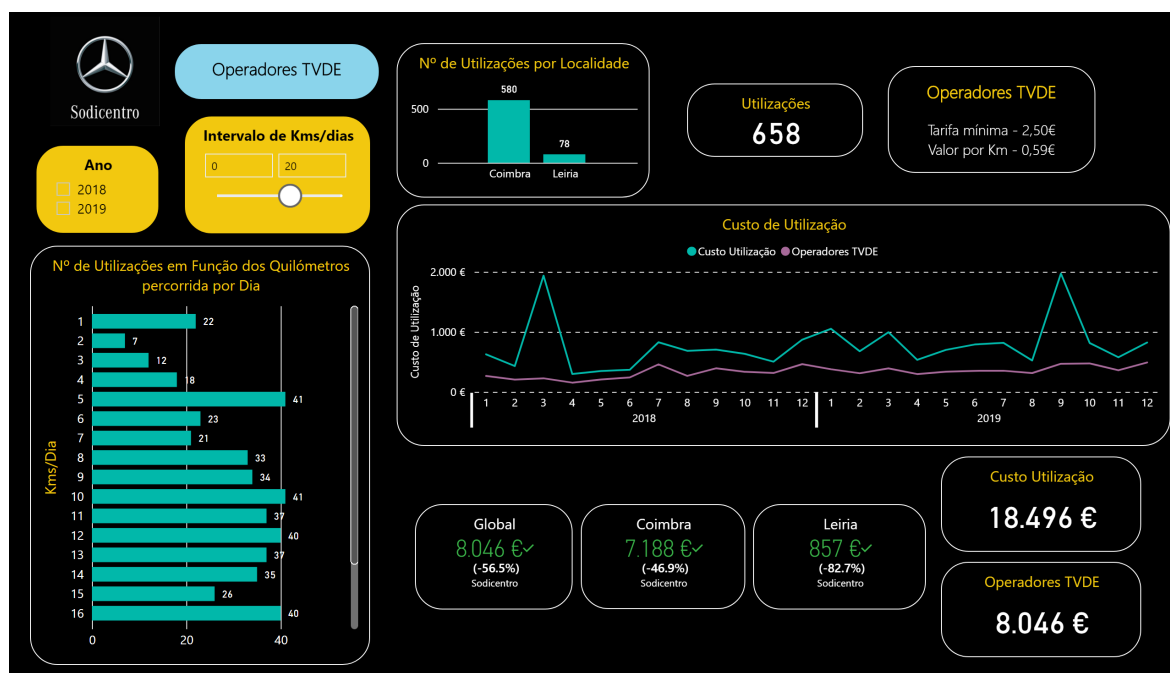 Sodicentro
Operadores TVDE
Ano
2018
2019
Intervalo de Kms/dias
0
20
Nº de Utilizações por Localidade
500
0
580
78
Coimbra
Leiria
Utilizações
658
Operadores TVDE
Tarifa mínima - 2,50€
Valor por Km - 0,59€
Nº de Utilizações em Função dos Quilómetros
percorrida por Dia
Kms/Dia
1 22
2 7
3 12
4 18
5 41
6 23
7 21
8 33
9 34
10 41
11 37
12 40
13 37
14 35
15 26
16 40
0 20 40
Custo de Utilização
Custo Utilização Operadores TVDE
Custo de Utilização
2.000 €
1.000 €
0 €
1 2 3 4 5 6 7 8 9 10 11 12 1 2 3 4 5 6 7 8 9 10 11 12
2018 2019
Global
8.046 €
(-56.5%)
Sodicentro
Coimbra
7.188 €
(-46.9%)
Sodicentro
Leiria
857 €
(-82.7%)
Sodicentro
Custo Utilização
18.496 €
Operadores TVDE
8.046 €